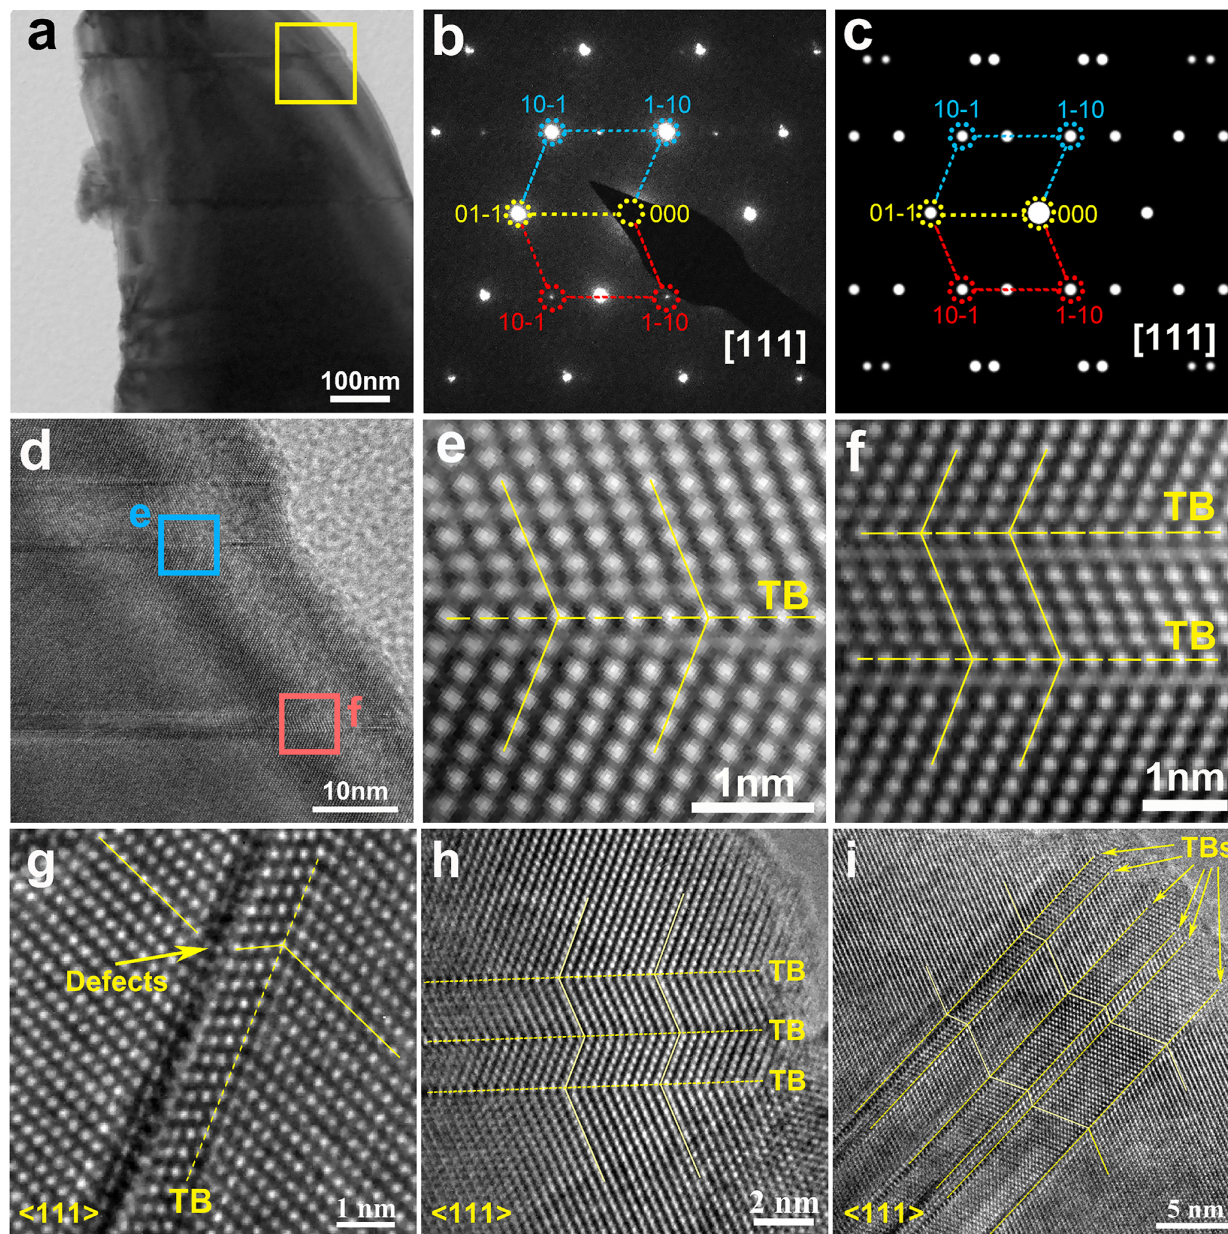 a
100nm
b
10-1
1-10
01-1
000
10-1
1-10
[111]
c
10-1
1-10
01-1
000
10-1
1-10
[111]
d
e
f
10nm
e
TB
1nm
f
TB
TB
1nm
g
Defects
TB
<111>
1 nm
h
TB
TB
TB
<111>
2 nm
i
TBs
<111>
5 nm